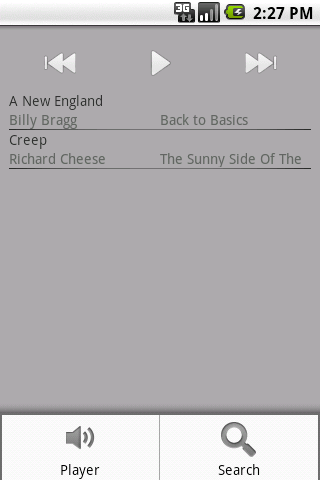 3G 2:27 PM
A New England
Billy Bragg Back to Basics
Creep
Richard Cheese The Sunny Side Of The
Player Search